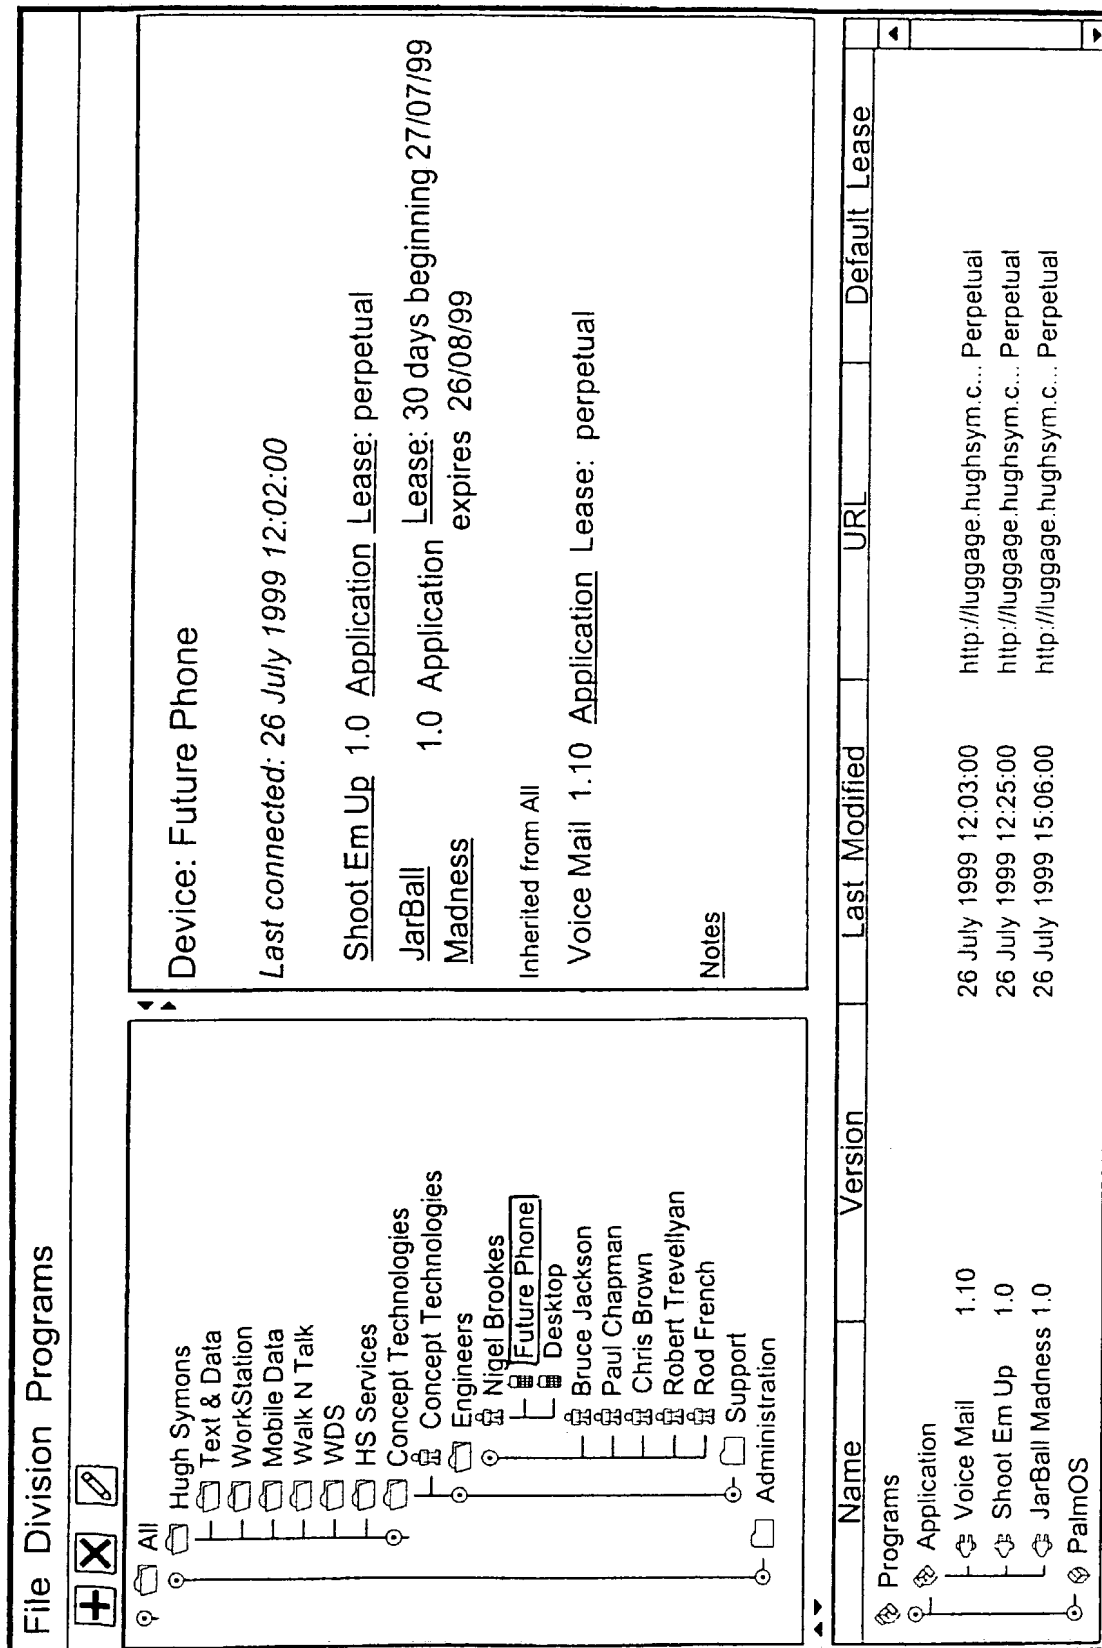 File Division Programs
All
Hugh Symons
Text & Data
WorkStation
Mobile Data
Walk N Talk
WDS
HS Services
Concept Technologies
Concept Technologies
Engineers
Nigel Brookes
Future Phone
Desktop
Bruce Jackson
Paul Chapman
Chris Brown
Robert Trevellyan
Rod French
Support
Administration
Device: Future Phone
Last connected: 26 July 1999 12:02:00
Shoot Em Up 1.0 Application Lease: perpetual
JarBall 1.0 Application Lease: 30 days beginning 27/07/99
Madness expires 26/08/99
Inherited from All
Voice Mail 1.10 Application Lease: perpetual
Notes
Name Version Last Modified URL Default Lease
Programs
Application
Voice Mail 1.10 26 July 1999 12:03:00 http://luggage.hughsym.c... Perpetual
Shoot Em Up 1.0 26 July 1999 12:25:00 http://luggage.hughsym.c... Perpetual
JarBall Madness 1.0 26 July 1999 15:06:00 http://luggage.hughsym.c... Perpetual
PalmOS